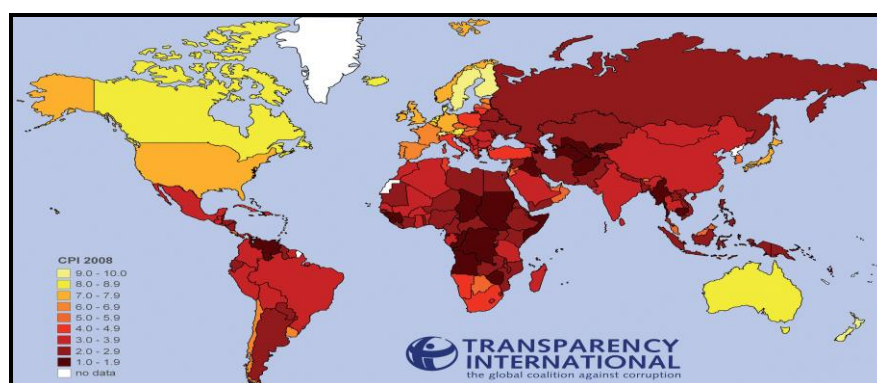 CPI 2008
9.0 - 10.0
8.0 - 8.9
7.0 - 7.9
6.0 - 6.9
5.0 - 5.9
4.0 - 4.9
3.0 - 3.9
2.0 - 2.9
1.0 - 1.9
no data
TRANSPARENCY
INTERNATIONAL
the global coalition against corruption